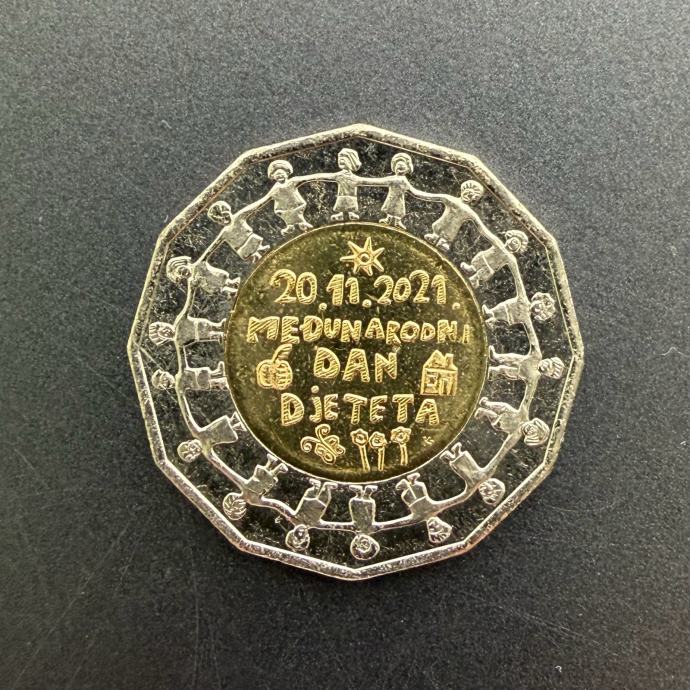 20.11.2021.
MEĐUNARODNI
DAN
DJETETA